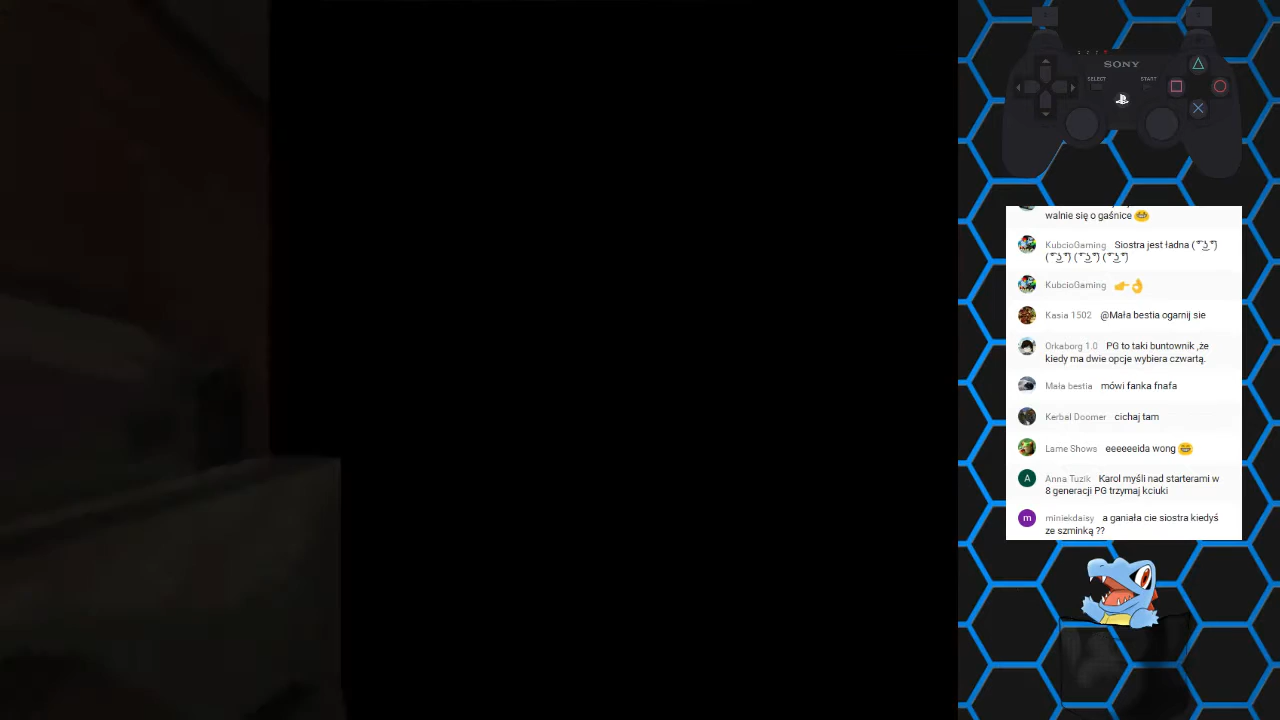 SONY
SELECT
START
walnie się o gaśnice 😂
KubcioGaming Siostra jest ładna ( ͡° ͜ʖ ͡°)
( ͡° ͜ʖ ͡°) ( ͡° ͜ʖ ͡°) ( ͡° ͜ʖ ͡°)
KubcioGaming 👉👌
Kasia 1502 @Mała bestia ogarnij sie
Orkaborg 1.0 PG to taki buntownik ,że
kiedy ma dwie opcje wybiera czwartą.
Mała bestia mówi fanka fnafa
Kerbal Doomer cichaj tam
Lame Shows eeeeeeida wong 😂
A Anna Tuzik Karol myśli nad starterami w
8 generacji PG trzymaj kciuki
m miniekdaisy a ganiała cie siostra kiedyś
ze szminką ??